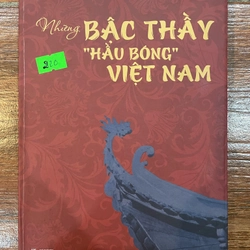 Những
BẬC THẦY
"HẦU BÓNG"
VIỆT NAM